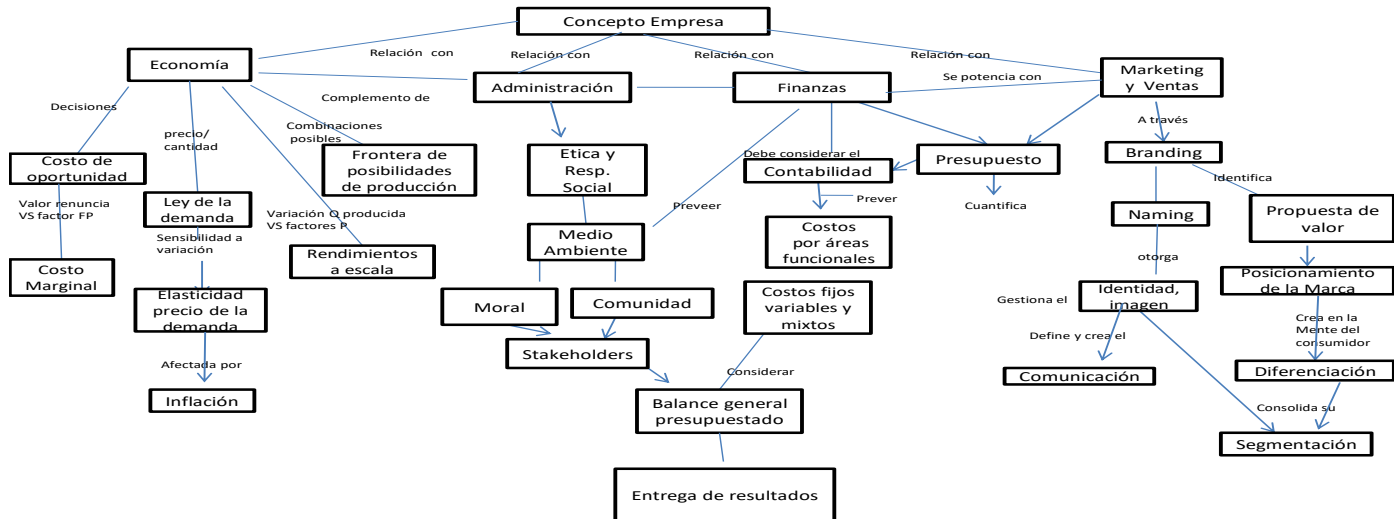 Concepto Empresa
Relación  con
Relación con
Relación con
Relación con
Economía
Administración
Finanzas
Se potencia con
Marketing
y  Ventas
Decisiones
Complemento de
A través
precio/
cantidad
Combinaciones
posibles
Costo de
oportunidad
Frontera de
posibilidades
de producción
Etica y
Resp.
Social
Debe considerar el
Contabilidad
Presupuesto
Branding
Identifica
Valor renuncia
VS factor FP
Ley de la
demanda
Variación Q producida
VS factores P
Preveer
Prever
Cuantifica
Naming
Propuesta de
valor
Sensibilidad a
variación
Medio
Ambiente
Costos
por áreas
funcionales
Rendimientos
a escala
otorga
Costo
Marginal
Posicionamiento
de la Marca
Elasticidad
precio de la
demanda
Moral
Comunidad
Costos fijos
variables y
mixtos
Gestiona el
Identidad,
imagen
Crea en la
Mente del
consumidor
Define y crea el
Stakeholders
Afectada por
Considerar
Comunicación
Diferenciación
Inflación
Balance general
presupuestado
Consolida su
Segmentación
Entrega de resultados